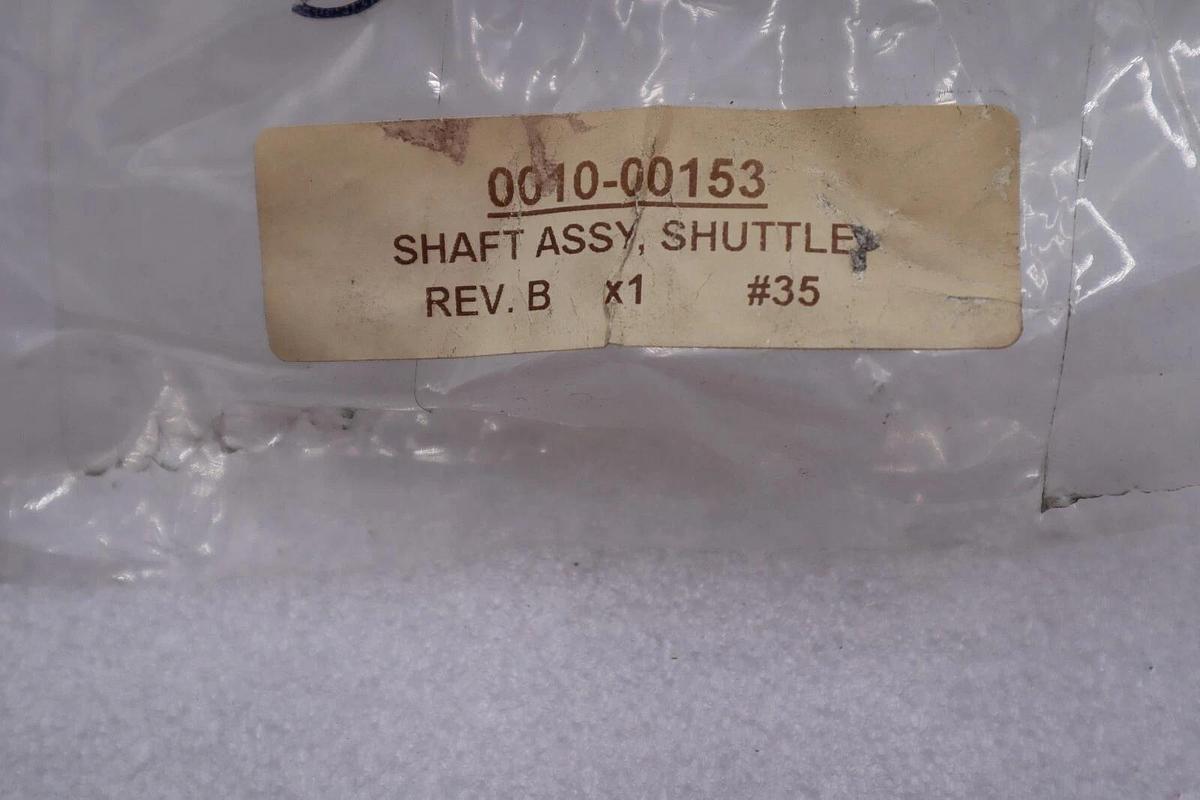 0010-00153
SHAFT ASSY, SHUTTLE
REV. B x1 #35